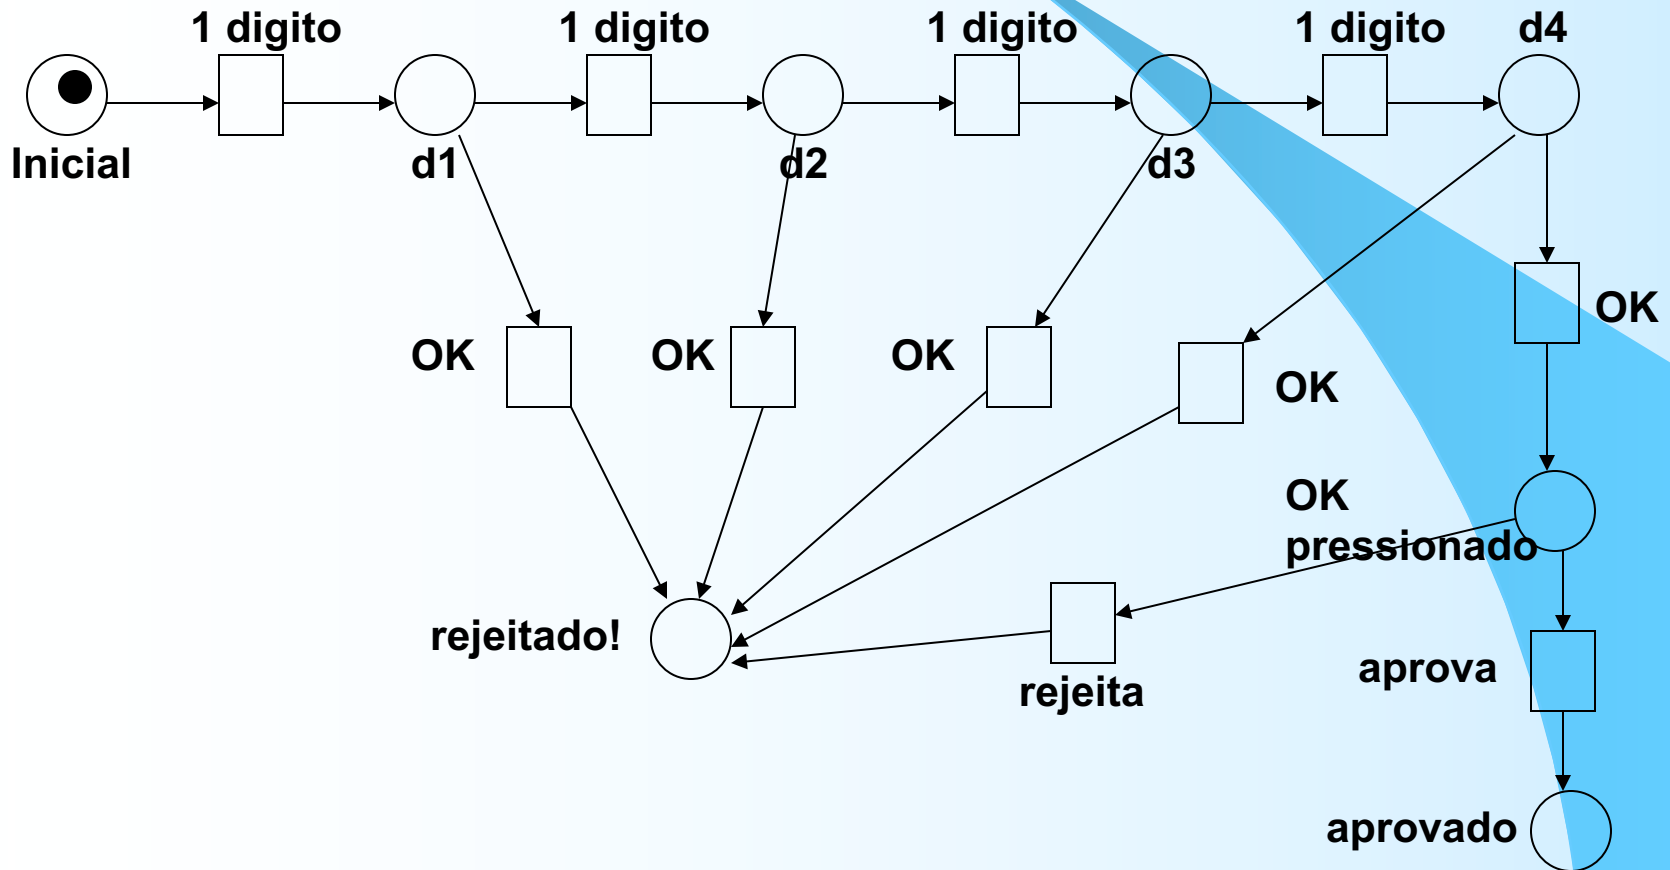 1 digito
1 digito
1 digito
1 digito
d4
Inicial
d1
d2
d3
OK
OK
OK
OK
OK
OK
pressionado
rejeitado!
rejeita
aprova
aprovado